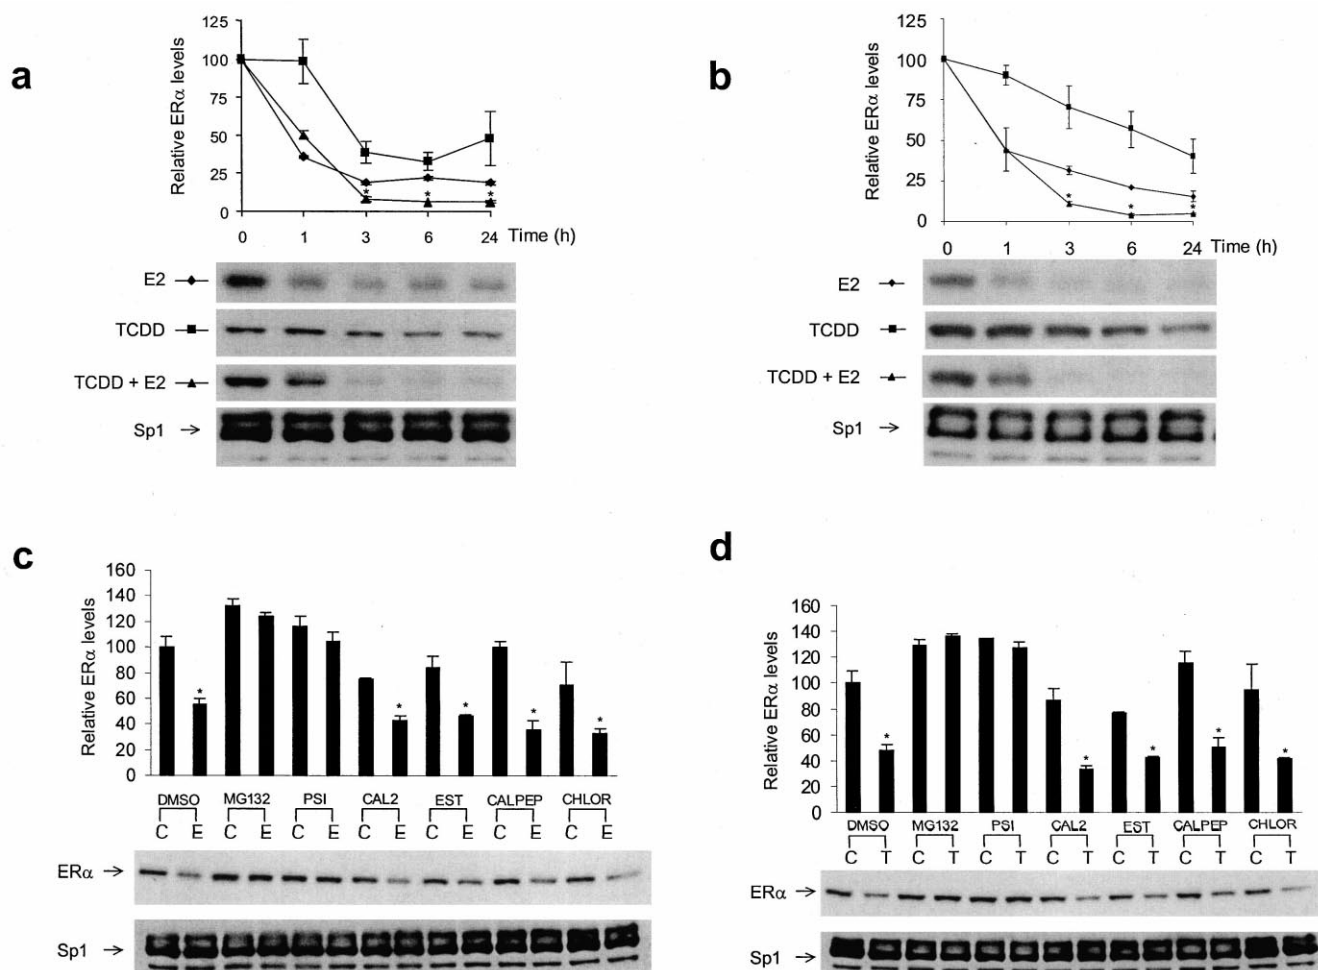 a
Relative ERα levels
125
100
75
50
25
0
* * *
0 1 3 6 24 Time (h)
E2
TCDD
TCDD + E2
Sp1 →
b
Relative ERα levels
125
100
75
50
25
0
* * *
0 1 3 6 24 Time (h)
E2
TCDD
TCDD + E2
Sp1 →
c
Relative ERα levels
160
140
120
100
80
60
40
20
0
* * * * *
DMSO MG132 PSI CAL2 EST CALPEP CHLOR
C E C E C E C E C E C E C E
ERα →
Sp1 →
d
Relative ERα levels
160
140
120
100
80
60
40
20
0
* * * * *
DMSO MG132 PSI CAL2 EST CALPEP CHLOR
C T C T C T C T C T C T C T
ERα →
Sp1 →